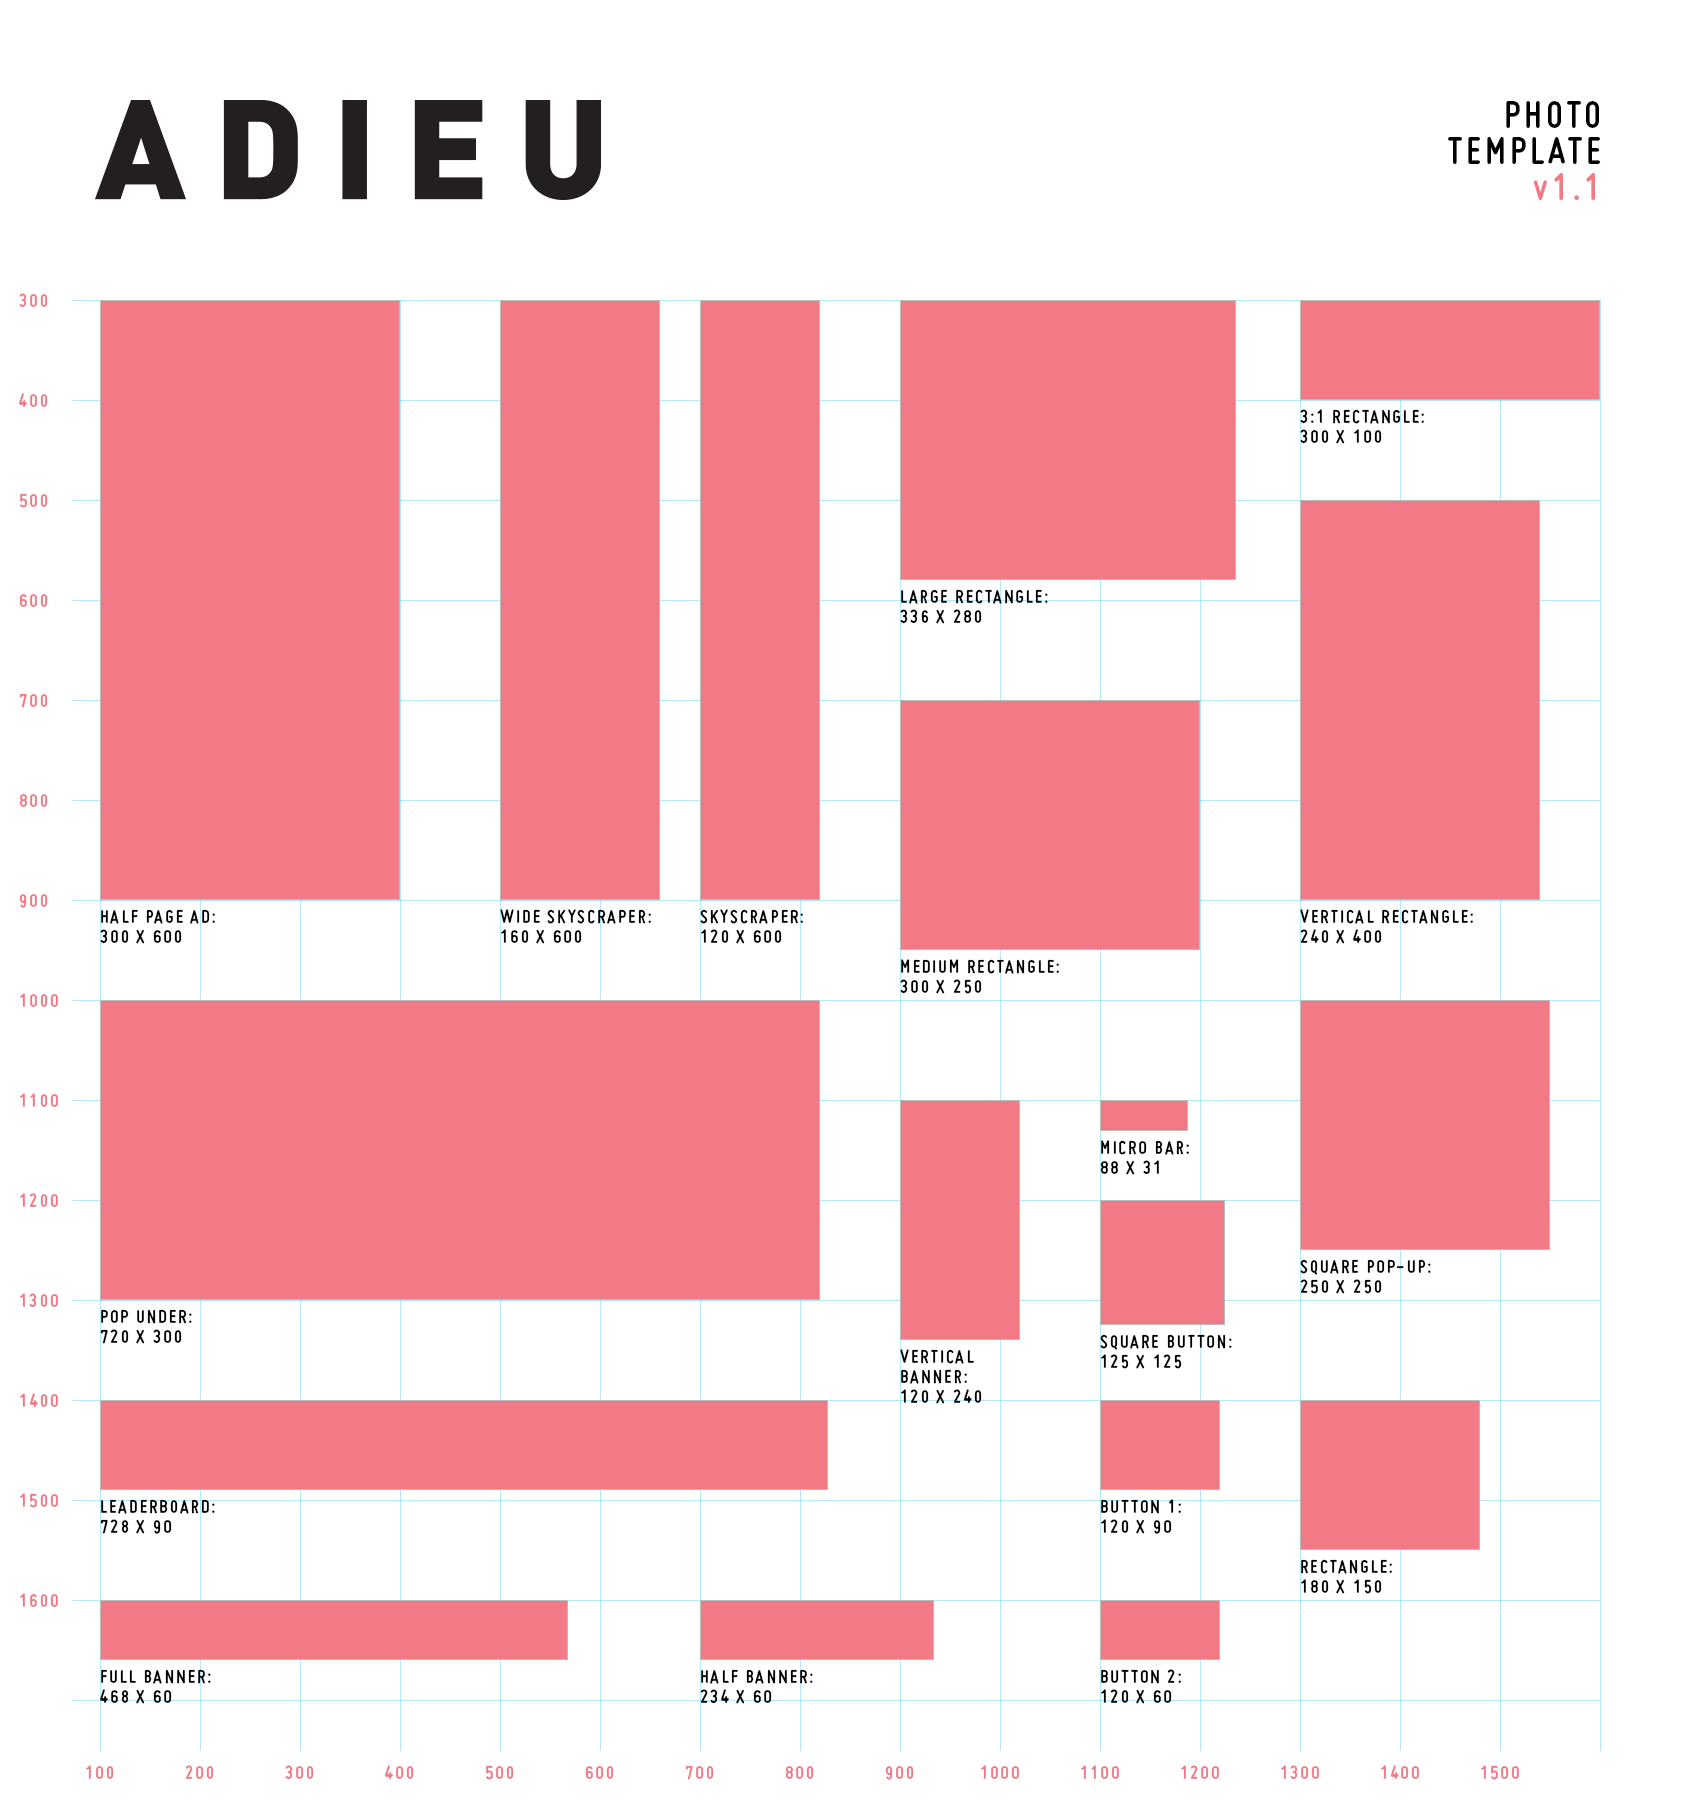 ADIEU
PHOTO
TEMPLATE
v1.1
300
400
500
600
700
800
900
1000
1100
1200
1300
1400
1500
1600
3:1 RECTANGLE:
300 X 100
LARGE RECTANGLE:
336 X 280
HALF PAGE AD:
300 X 600
WIDE SKYSCRAPER:
160 X 600
SKYSCRAPER:
120 X 600
VERTICAL RECTANGLE:
240 X 400
MEDIUM RECTANGLE:
300 X 250
MICRO BAR:
88 X 31
SQUARE POP-UP:
250 X 250
POP UNDER:
720 X 300
VERTICAL
BANNER:
120 X 240
SQUARE BUTTON:
125 X 125
LEADERBOARD:
728 X 90
BUTTON 1:
120 X 90
RECTANGLE:
180 X 150
FULL BANNER:
468 X 60
HALF BANNER:
234 X 60
BUTTON 2:
120 X 60
100 200 300 400 500 600 700 800 900 1000 1100 1200 1300 1400 1500